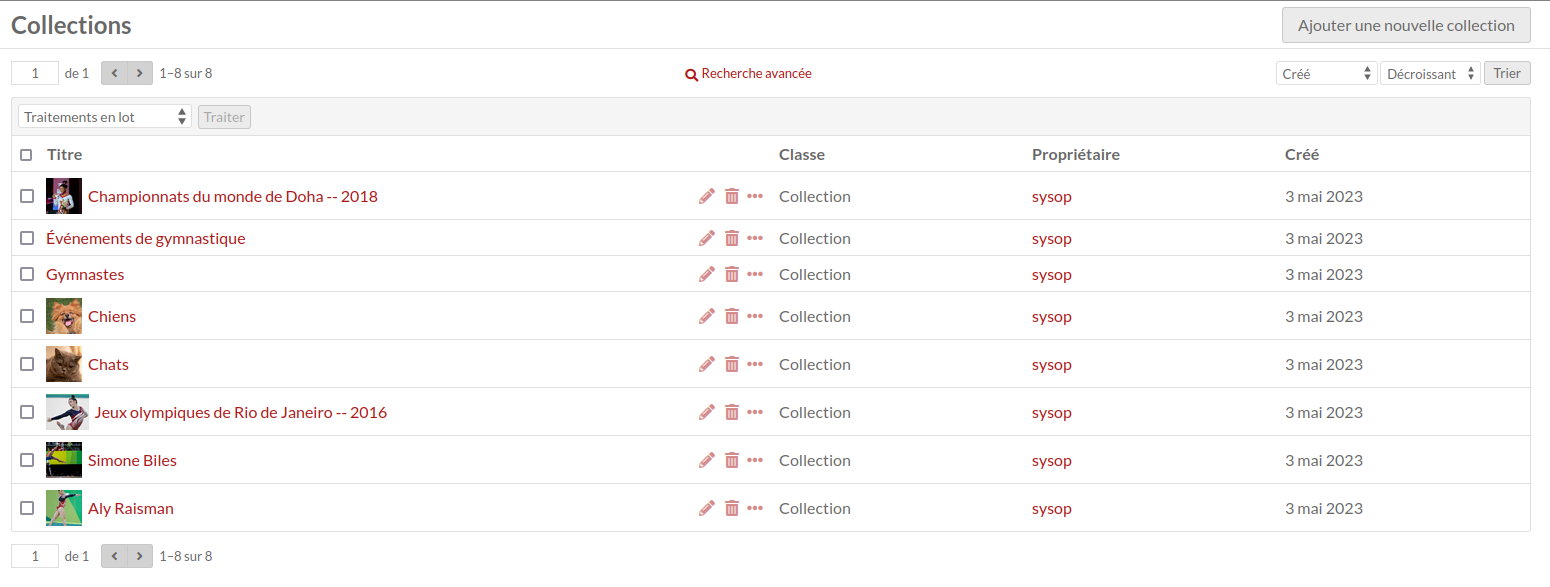 Collections
Ajouter une nouvelle collection
1 de 1 1–8 sur 8
Recherche avancée
Créé Décroissant Trier
Traitements en lot Traiter
Titre Classe Propriétaire Créé
Championnats du monde de Doha -- 2018 Collection sysop 3 mai 2023
Événements de gymnastique Collection sysop 3 mai 2023
Gymnastes Collection sysop 3 mai 2023
Chiens Collection sysop 3 mai 2023
Chats Collection sysop 3 mai 2023
Jeux olympiques de Rio de Janeiro -- 2016 Collection sysop 3 mai 2023
Simone Biles Collection sysop 3 mai 2023
Aly Raisman Collection sysop 3 mai 2023
1 de 1 1–8 sur 8